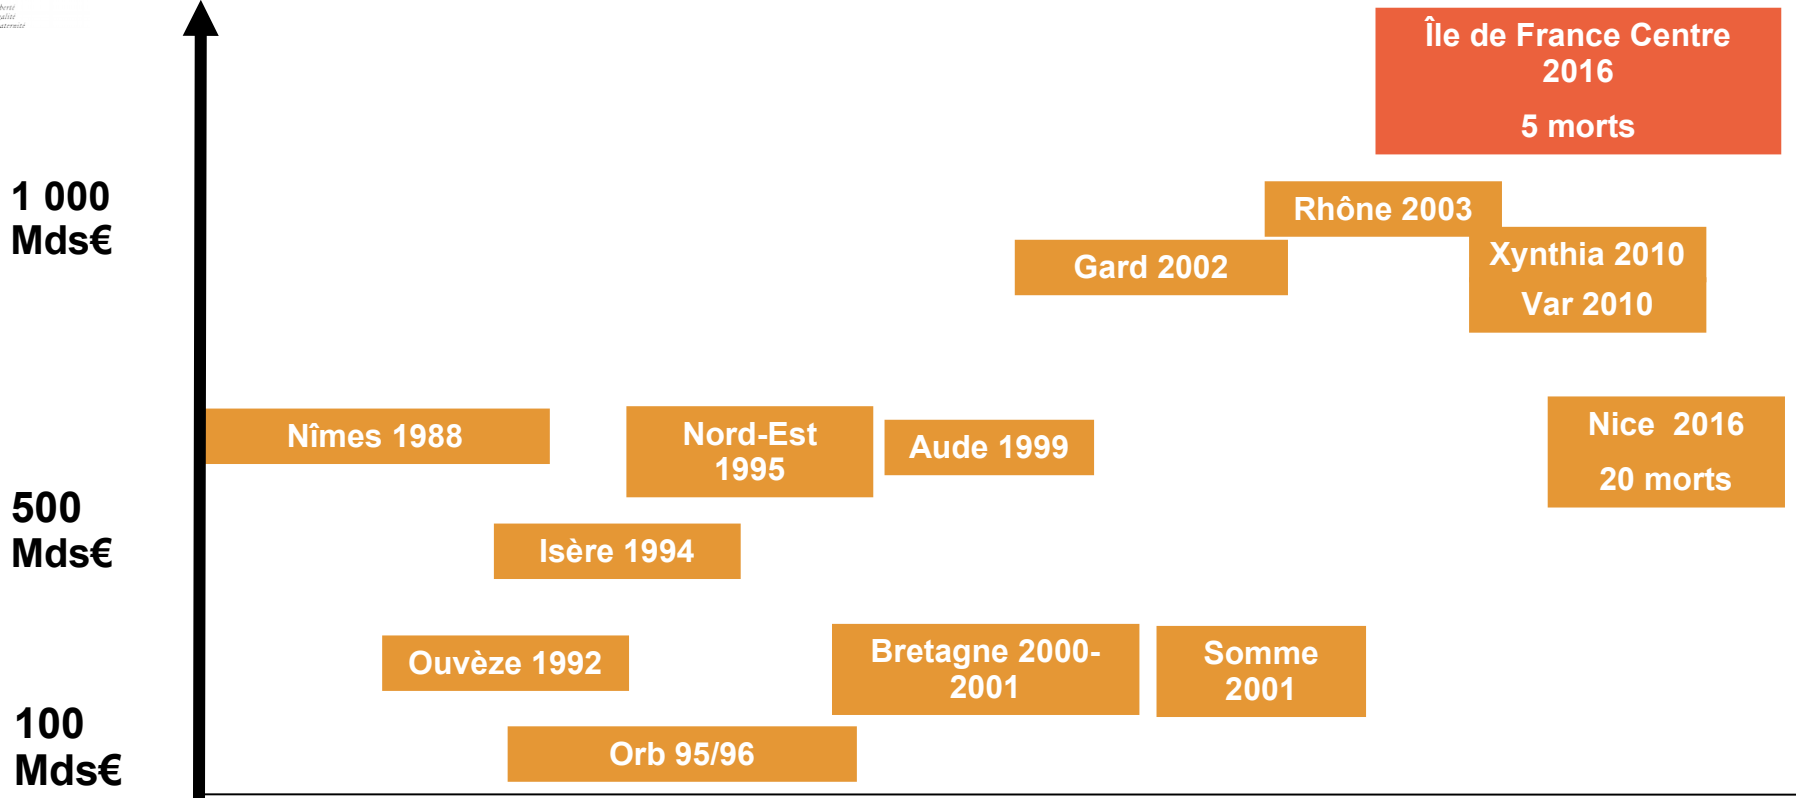 Île de France Centre
2016
5 morts
1 000
Mds€
Rhône 2003
Gard 2002
Xynthia 2010
Var 2010
Nîmes 1988
Nord-Est
1995
Aude 1999
Nice  2016
20 morts
500
Mds€
Isère 1994
Ouvèze 1992
Bretagne 2000-
2001
Somme
2001
100
Mds€
Orb 95/96